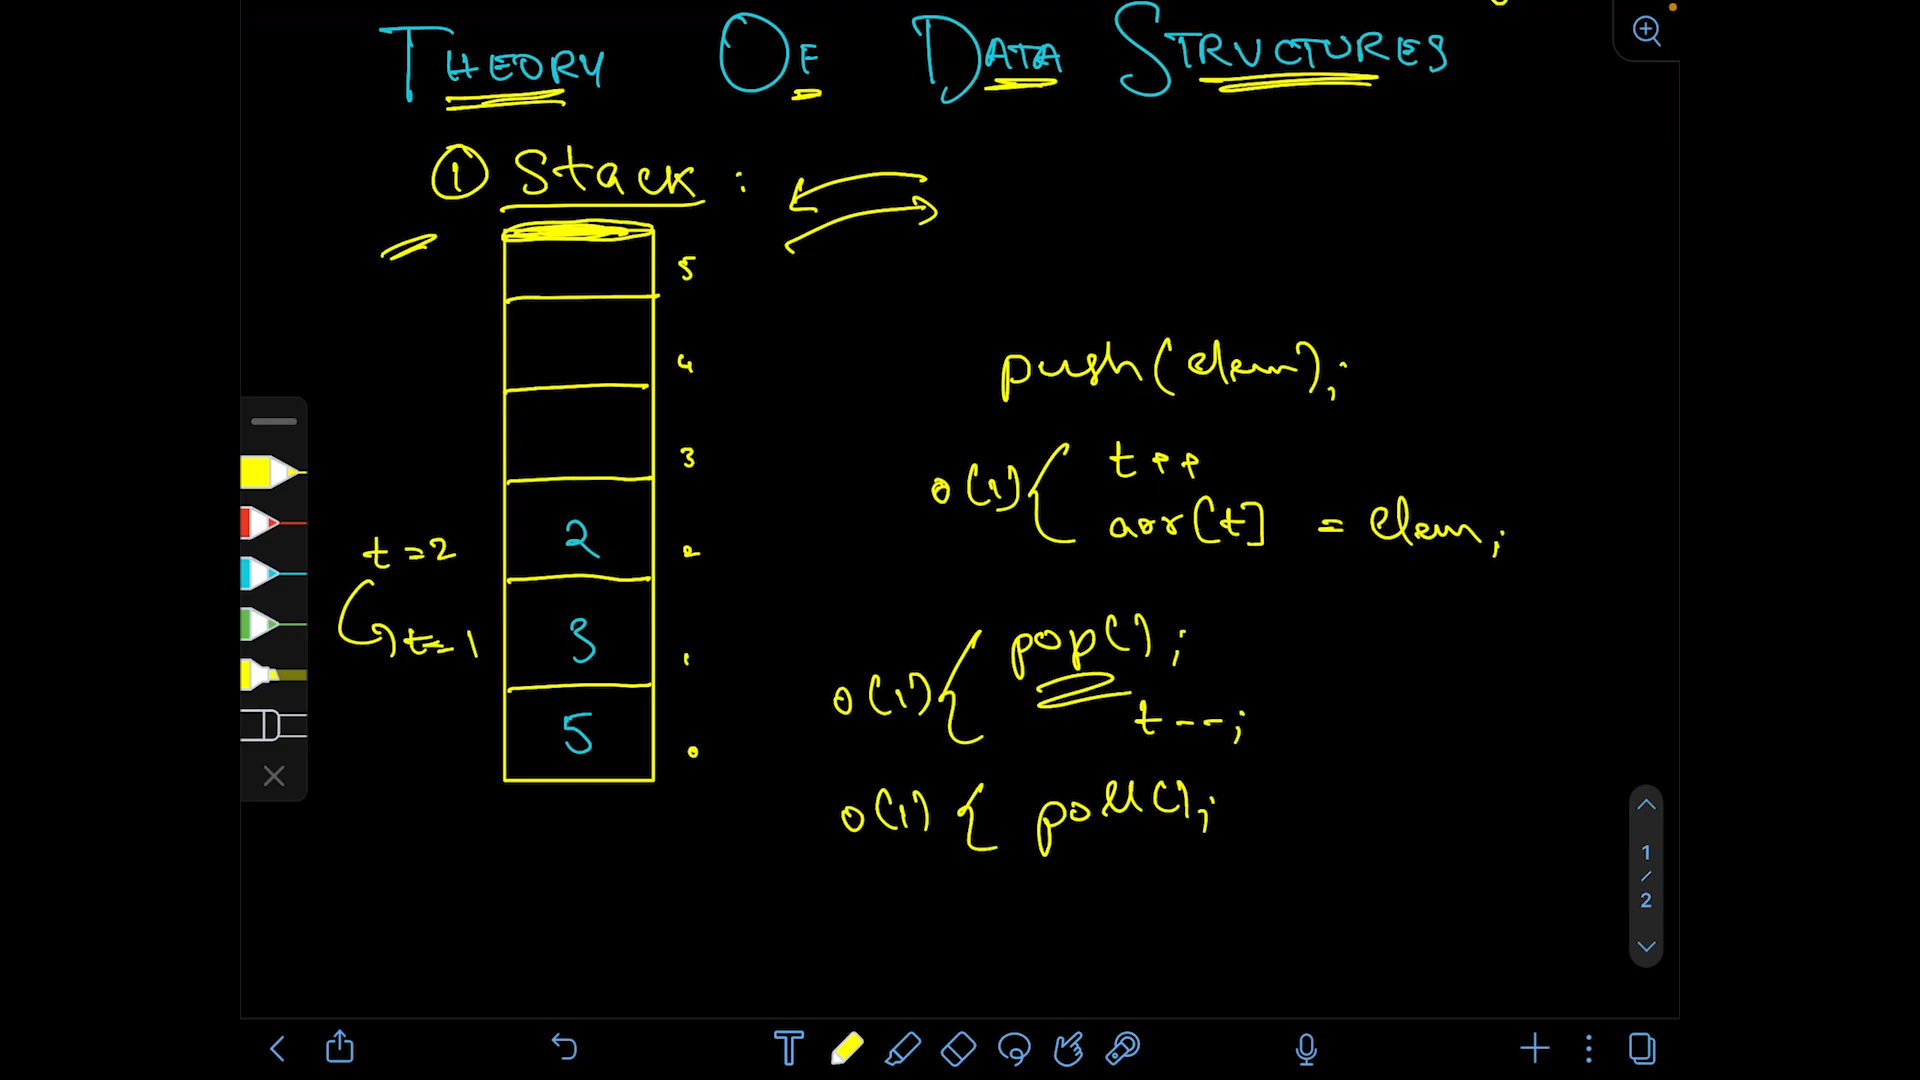 THEORY OF DATA STRUCTURES
① Stack :
5
4
3
2 2
3 1
5 0
t = 2
t = 1
push(elem);
O(1) { t++
arr[t] = elem;
O(1) { pop();
t--;
O(1) { poll();
1
/
2
T